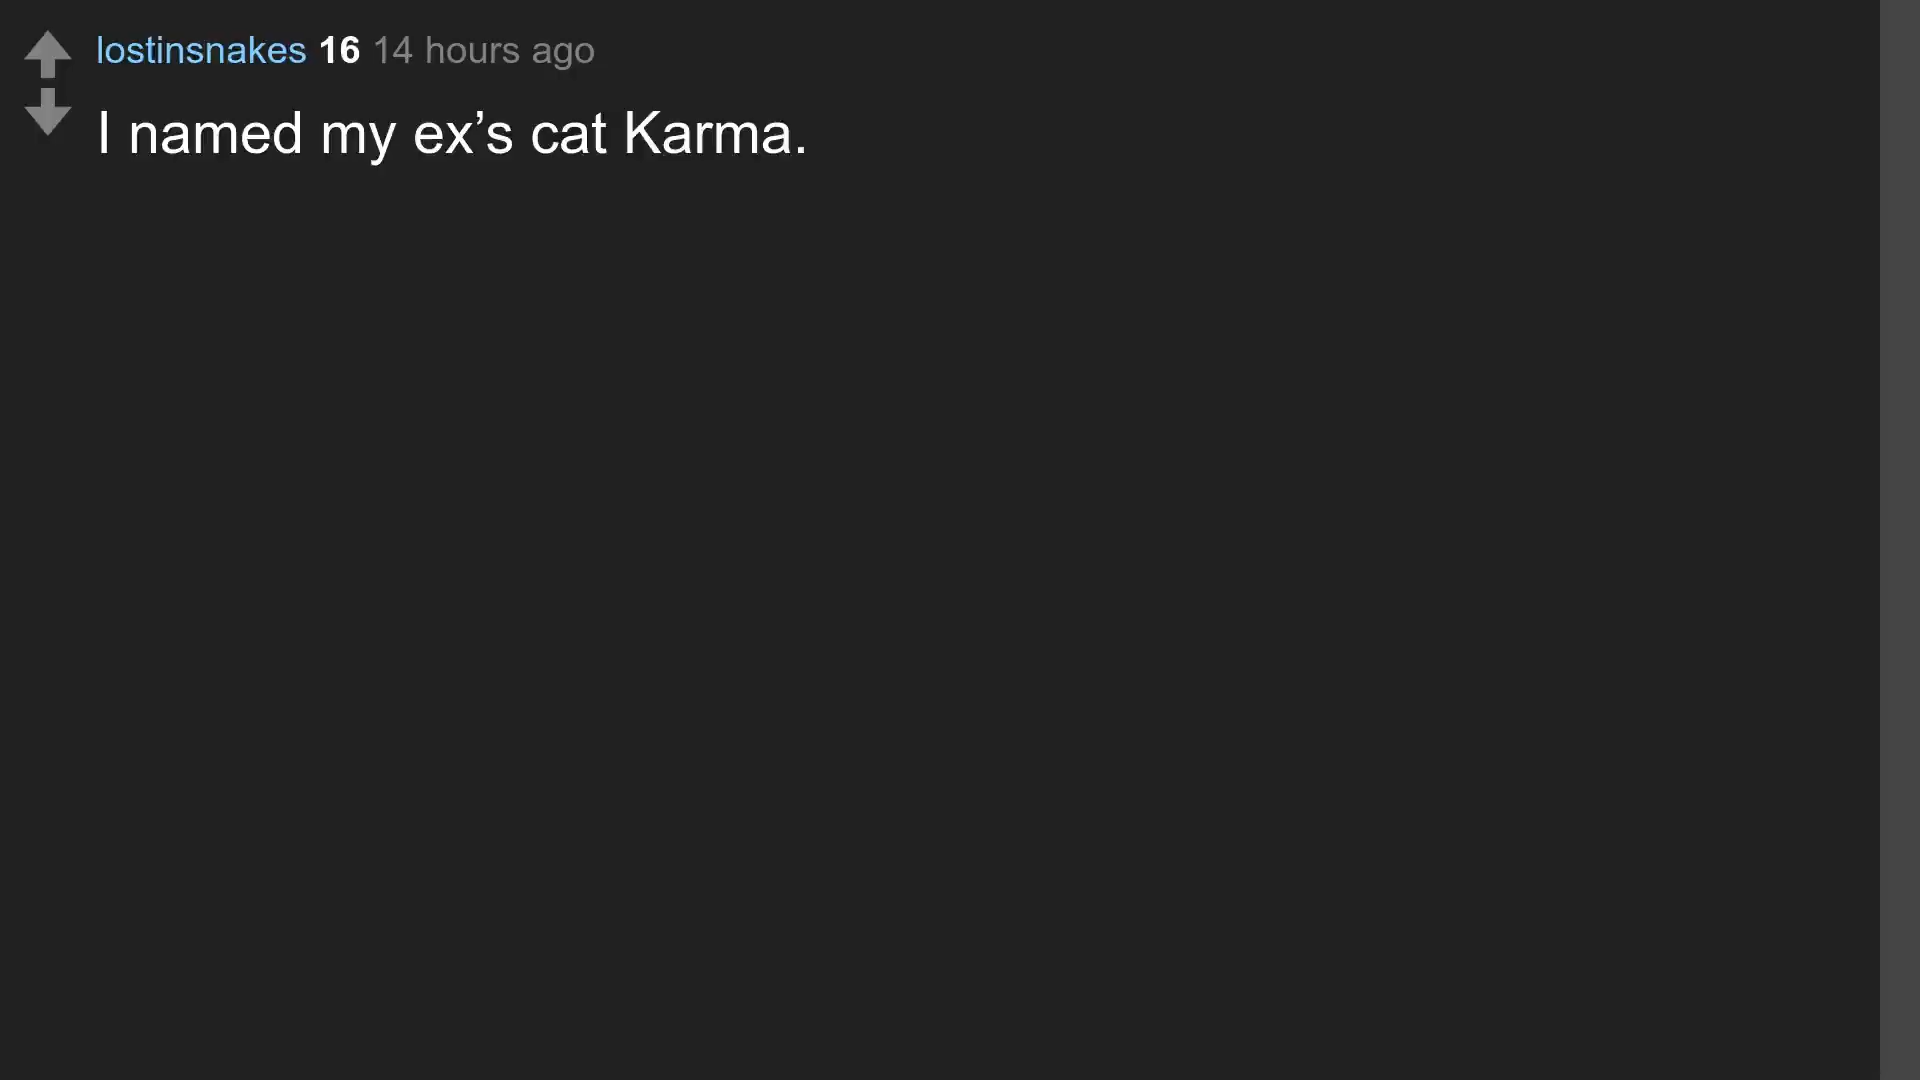 lostinsnakes 16 14 hours ago
I named my ex’s cat Karma.